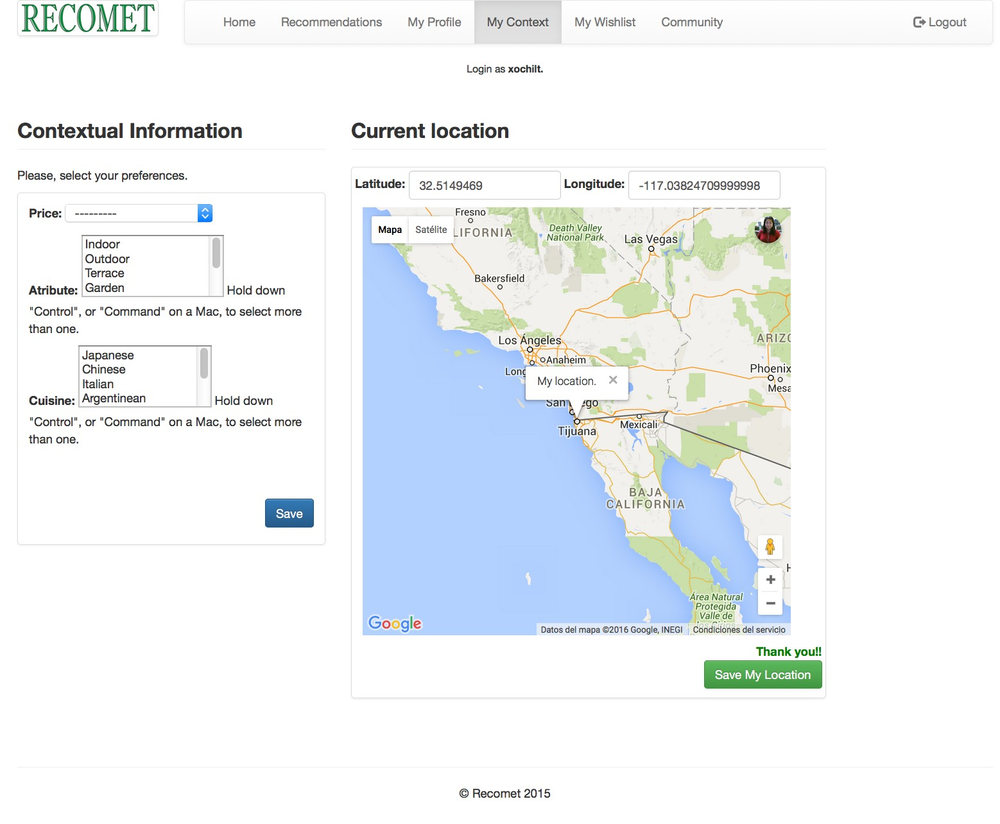 RECOMET
Home Recommendations My Profile My Context My Wishlist Community Logout
Login as xochilt.
Contextual Information
Please, select your preferences.
Price: ---------
Indoor
Outdoor
Terrace
Garden
Atribute: Hold down
"Control", or "Command" on a Mac, to select more
than one.
Japanese
Chinese
Italian
Argentinean
Cuisine: Hold down
"Control", or "Command" on a Mac, to select more
than one.
Save
Current location
Latitude: 32.5149469 Longitude: -117.03824709999998
Mapa Satélite
Fresno
LIFORNIA
Death Valley
National Park
Las Vegas
Bakersfield
Los Ángeles
Anaheim
Long
ARIZO
Phoenix
Mesa
My location.
San Diego
Tijuana
Mexicali
BAJA
CALIFORNIA
H
Área Natural
Protegida
Valle de
los Cirios
Google
Datos del mapa ©2016 Google, INEGI Condiciones del servicio
Thank you!!
Save My Location
© Recomet 2015